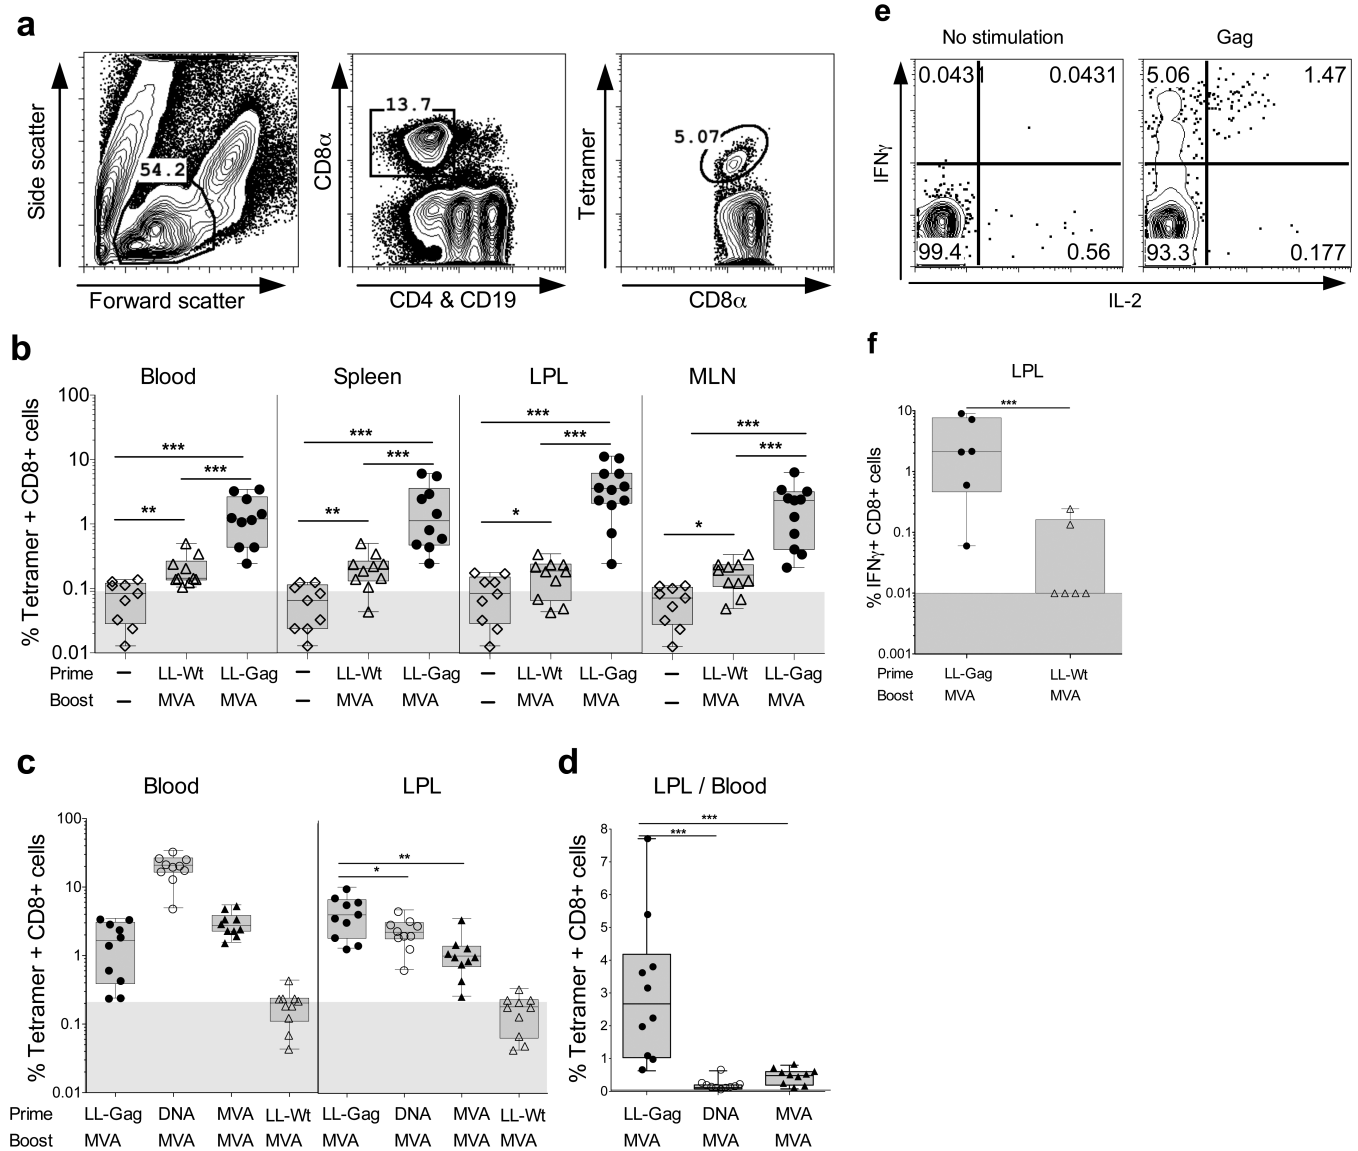 a
Side scatter
54.2
Forward scatter
CD8α
13.7
CD4 & CD19
Tetramer
5.07
CD8α
e
No stimulation
Gag
IFNγ
0.0431
0.0431
99.4
0.56
5.06
1.47
93.3
0.177
IL-2
b
Blood
Spleen
LPL
MLN
% Tetramer + CD8+ cells
100
10
1
0.1
0.01
*** *** **
*** *** **
*** *** *
*** *** *
Prime – LL-Wt LL-Gag – LL-Wt LL-Gag – LL-Wt LL-Gag – LL-Wt LL-Gag
Boost – MVA MVA – MVA MVA – MVA MVA – MVA MVA
f
LPL
***
% IFNγ+ CD8+ cells
10
1
0.1
0.01
0.001
Prime LL-Gag LL-Wt
Boost MVA MVA
c
Blood
LPL
% Tetramer + CD8+ cells
100
10
1
0.1
0.01
**
*
Prime LL-Gag DNA MVA LL-Wt LL-Gag DNA MVA LL-Wt
Boost MVA MVA MVA MVA MVA MVA MVA MVA
d
LPL / Blood
% Tetramer + CD8+ cells
***
***
8
7
6
5
4
3
2
1
0
LL-Gag DNA MVA
MVA MVA MVA